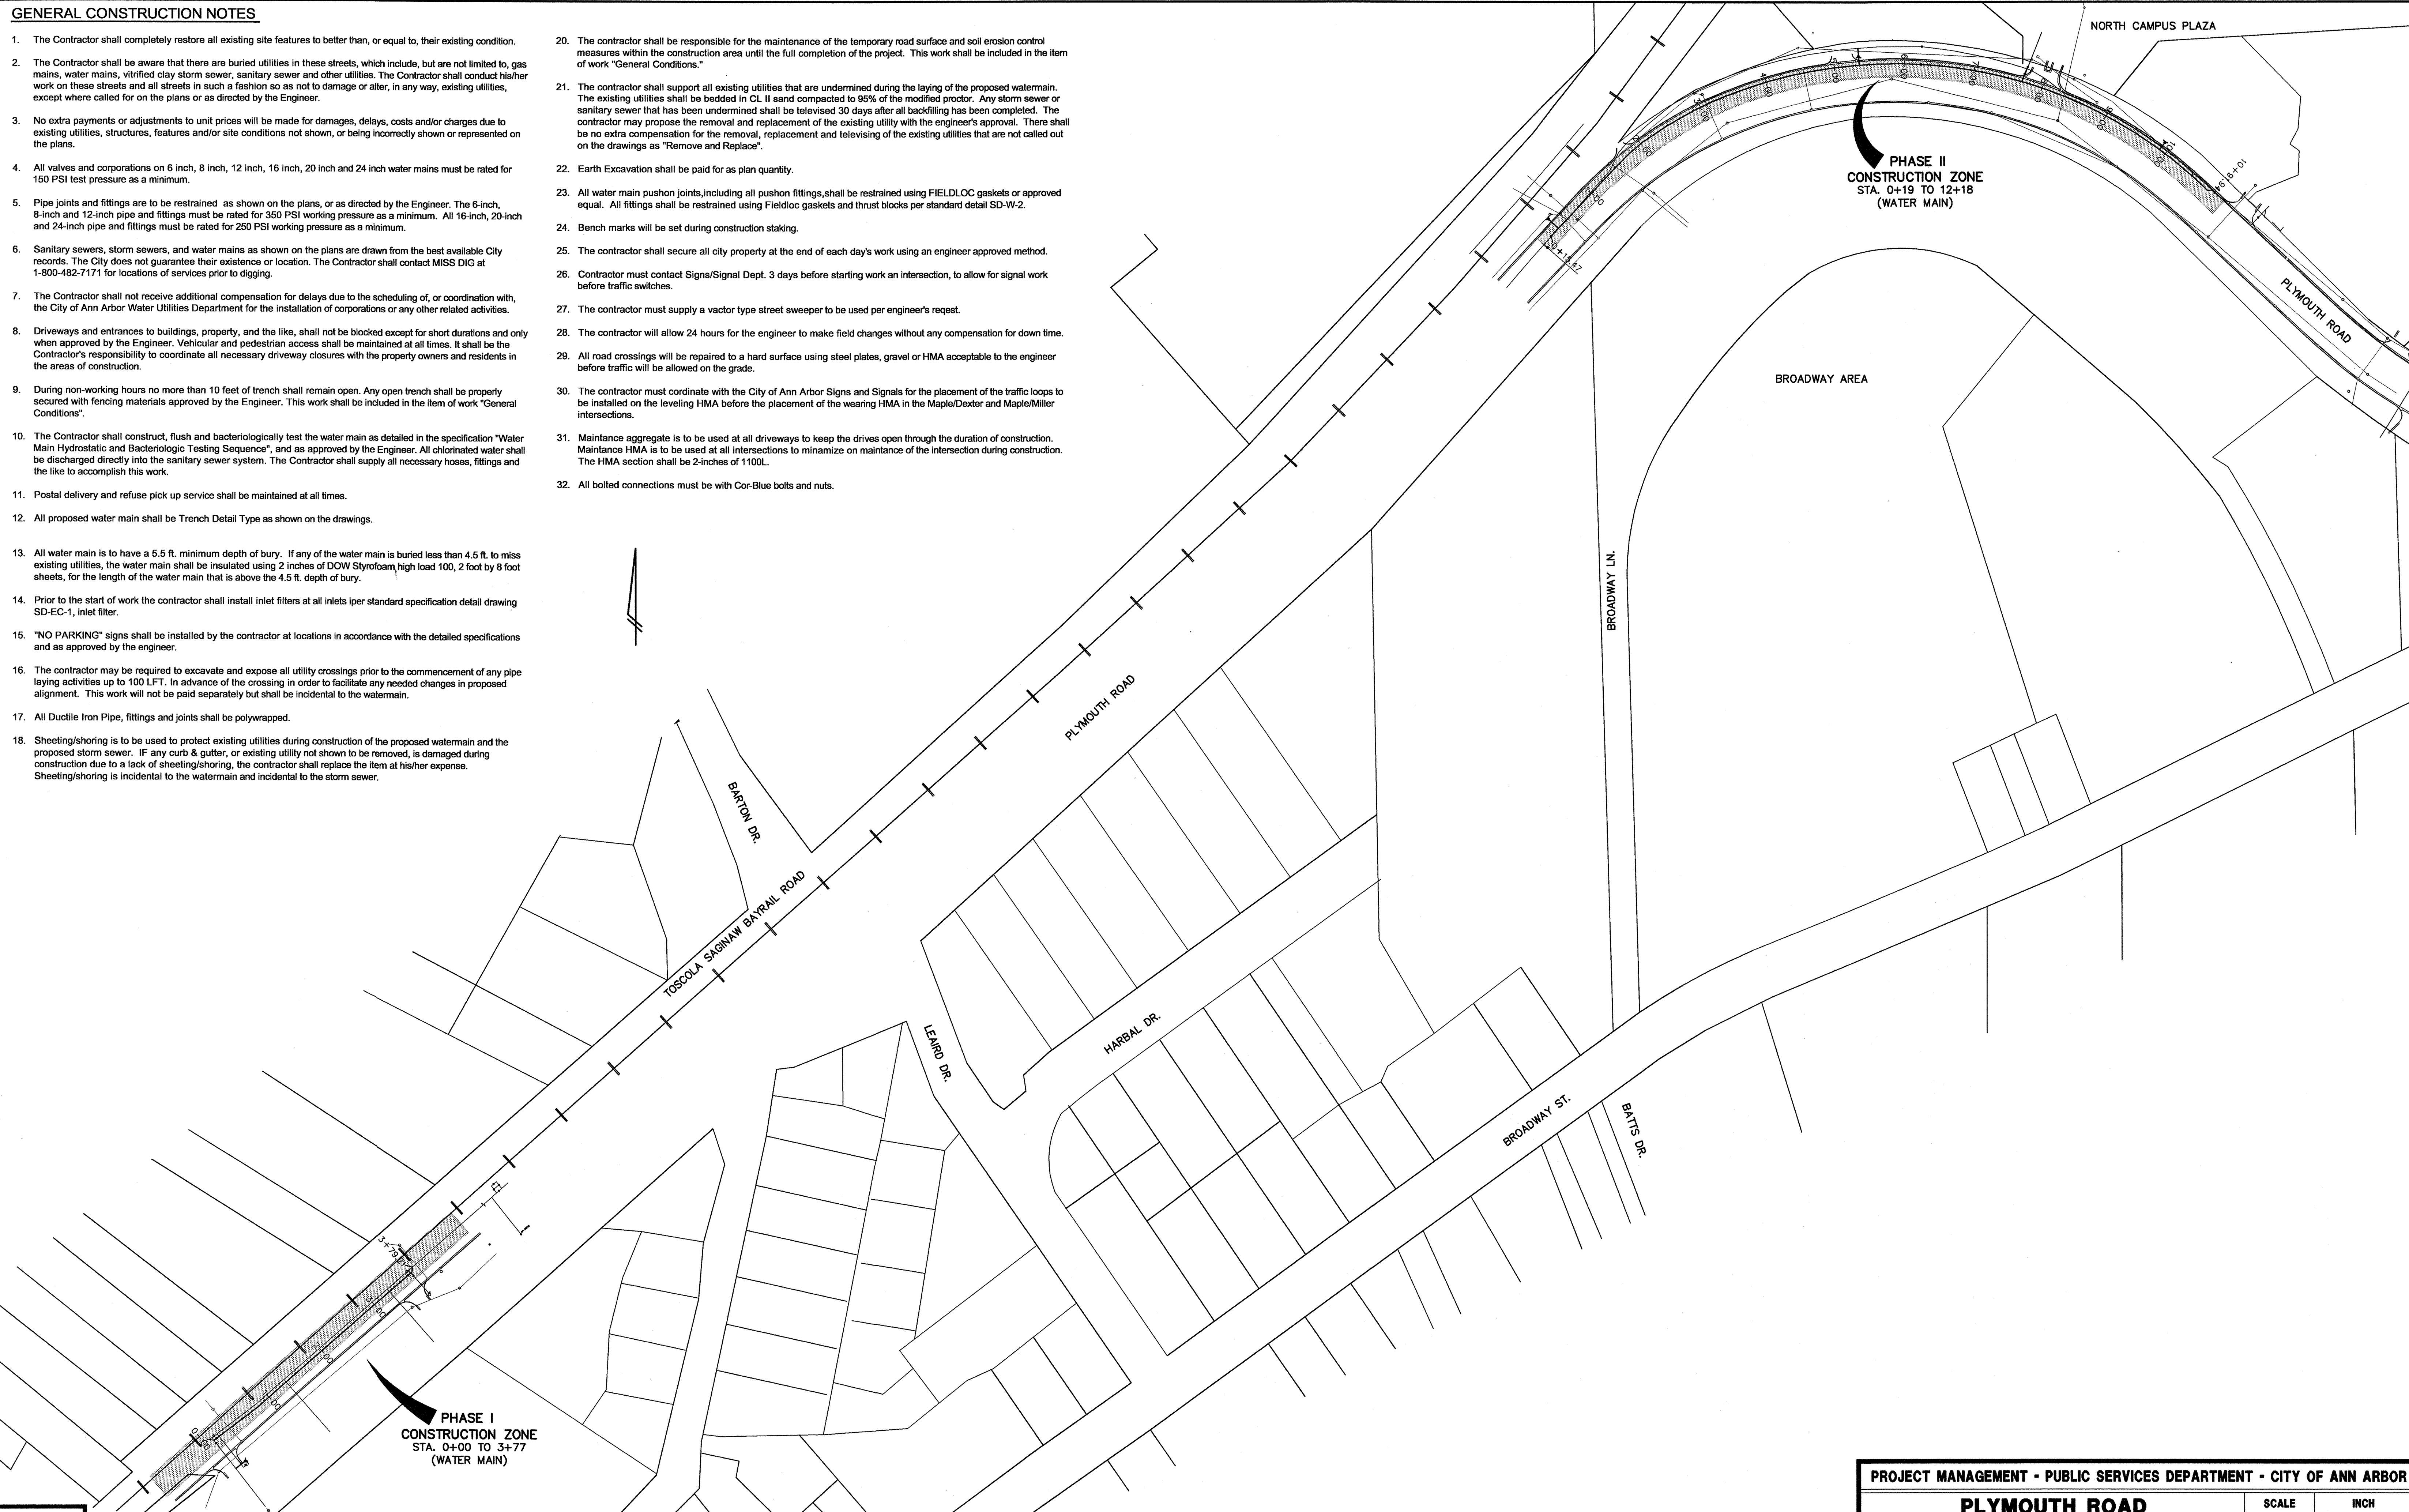 GENERAL CONSTRUCTION NOTES
1. The Contractor shall completely restore all existing site features to better than, or equal to, their existing condition.
2. The Contractor shall be aware that there are buried utilities in these streets, which include, but are not limited to, gas
mains, water mains, vitrified clay storm sewer, sanitary sewer and other utilities. The Contractor shall conduct his/her
work on these streets and all streets in such a fashion so as not to damage or alter, in any way, existing utilities,
except where called for on the plans or as directed by the Engineer.
3. No extra payments or adjustments to unit prices will be made for damages, delays, costs and/or charges due to
existing utilities, structures, features and/or site conditions not shown, or being incorrectly shown or represented on
the plans.
4. All valves and corporations on 6 inch, 8 inch, 12 inch, 16 inch, 20 inch and 24 inch water mains must be rated for
150 PSI test pressure as a minimum.
5. Pipe joints and fittings are to be restrained as shown on the plans, or as directed by the Engineer. The 6-inch,
8-inch and 12-inch pipe and fittings must be rated for 350 PSI working pressure as a minimum. All 16-inch, 20-inch
and 24-inch pipe and fittings must be rated for 250 PSI working pressure as a minimum.
6. Sanitary sewers, storm sewers, and water mains as shown on the plans are drawn from the best available City
records. The City does not guarantee their existence or location. The Contractor shall contact MISS DIG at
1-800-482-7171 for locations of services prior to digging.
7. The Contractor shall not receive additional compensation for delays due to the scheduling of, or coordination with,
the City of Ann Arbor Water Utilities Department for the installation of corporations or any other related activities.
8. Driveways and entrances to buildings, property, and the like, shall not be blocked except for short durations and only
when approved by the Engineer. Vehicular and pedestrian access shall be maintained at all times. It shall be the
Contractor's responsibility to coordinate all necessary driveway closures with the property owners and residents in
the areas of construction.
9. During non-working hours no more than 10 feet of trench shall remain open. Any open trench shall be properly
secured with fencing materials approved by the Engineer. This work shall be included in the item of work "General
Conditions".
10. The Contractor shall construct, flush and bacteriologically test the water main as detailed in the specification "Water
Main Hydrostatic and Bacteriologic Testing Sequence", and as approved by the Engineer. All chlorinated water shall
be discharged directly into the sanitary sewer system. The Contractor shall supply all necessary hoses, fittings and
the like to accomplish this work.
11. Postal delivery and refuse pick up service shall be maintained at all times.
12. All proposed water main shall be Trench Detail Type as shown on the drawings.
13. All water main is to have a 5.5 ft. minimum depth of bury. If any of the water main is buried less than 4.5 ft. to miss
existing utilities, the water main shall be insulated using 2 inches of DOW Styrofoam high load 100, 2 foot by 8 foot
sheets, for the length of the water main that is above the 4.5 ft. depth of bury.
14. Prior to the start of work the contractor shall install inlet filters at all inlets iper standard specification detail drawing
SD-EC-1, inlet filter.
15. "NO PARKING" signs shall be installed by the contractor at locations in accordance with the detailed specifications
and as approved by the engineer.
16. The contractor may be required to excavate and expose all utility crossings prior to the commencement of any pipe
laying activities up to 100 LFT. In advance of the crossing in order to facilitate any needed changes in proposed
alignment. This work will not be paid separately but shall be incidental to the watermain.
17. All Ductile Iron Pipe, fittings and joints shall be polywrapped.
18. Sheeting/shoring is to be used to protect existing utilities during construction of the proposed watermain and the
proposed storm sewer. IF any curb & gutter, or existing utility not shown to be removed, is damaged during
construction due to a lack of sheeting/shoring, the contractor shall replace the item at his/her expense.
Sheeting/shoring is incidental to the watermain and incidental to the storm sewer.
20. The contractor shall be responsible for the maintenance of the temporary road surface and soil erosion control
measures within the construction area until the full completion of the project. This work shall be included in the item
of work "General Conditions."
21. The contractor shall support all existing utilities that are undermined during the laying of the proposed watermain.
The existing utilities shall be bedded in CL II sand compacted to 95% of the modified proctor. Any storm sewer or
sanitary sewer that has been undermined shall be televised 30 days after all backfilling has been completed. The
contractor may propose the removal and replacement of the existing utility with the engineer's approval. There shall
be no extra compensation for the removal, replacement and televising of the existing utilities that are not called out
on the drawings as "Remove and Replace".
22. Earth Excavation shall be paid for as plan quantity.
23. All water main pushon joints,including all pushon fittings,shall be restrained using FIELDLOC gaskets or approved
equal. All fittings shall be restrained using Fieldloc gaskets and thrust blocks per standard detail SD-W-2.
24. Bench marks will be set during construction staking.
25. The contractor shall secure all city property at the end of each day's work using an engineer approved method.
26. Contractor must contact Signs/Signal Dept. 3 days before starting work an intersection, to allow for signal work
before traffic switches.
27. The contractor must supply a vactor type street sweeper to be used per engineer's reqest.
28. The contractor will allow 24 hours for the engineer to make field changes without any compensation for down time.
29. All road crossings will be repaired to a hard surface using steel plates, gravel or HMA acceptable to the engineer
before traffic will be allowed on the grade.
30. The contractor must cordinate with the City of Ann Arbor Signs and Signals for the placement of the traffic loops to
be installed on the leveling HMA before the placement of the wearing HMA in the Maple/Dexter and Maple/Miller
intersections.
31. Maintance aggregate is to be used at all driveways to keep the drives open through the duration of construction.
Maintance HMA is to be used at all intersections to minamize on maintance of the intersection during construction.
The HMA section shall be 2-inches of 1100L.
32. All bolted connections must be with Cor-Blue bolts and nuts.
NORTH CAMPUS PLAZA
PHASE II
CONSTRUCTION ZONE
STA. 0+19 TO 12+18
(WATER MAIN)
10+91.94
PLYMOUTH ROAD
BROADWAY AREA
BROADWAY LN.
PLYMOUTH ROAD
BARTON DR.
TOSCOLA SAGINAW BAYRAIL ROAD
LEAIRD DR.
HARBAL DR.
BROADWAY ST.
BATTS DR.
PHASE I
CONSTRUCTION ZONE
STA. 0+00 TO 3+77
(WATER MAIN)
PROJECT MANAGEMENT - PUBLIC SERVICES DEPARTMENT - CITY OF ANN ARBOR
PLYMOUTH ROAD
SCALE
INCH